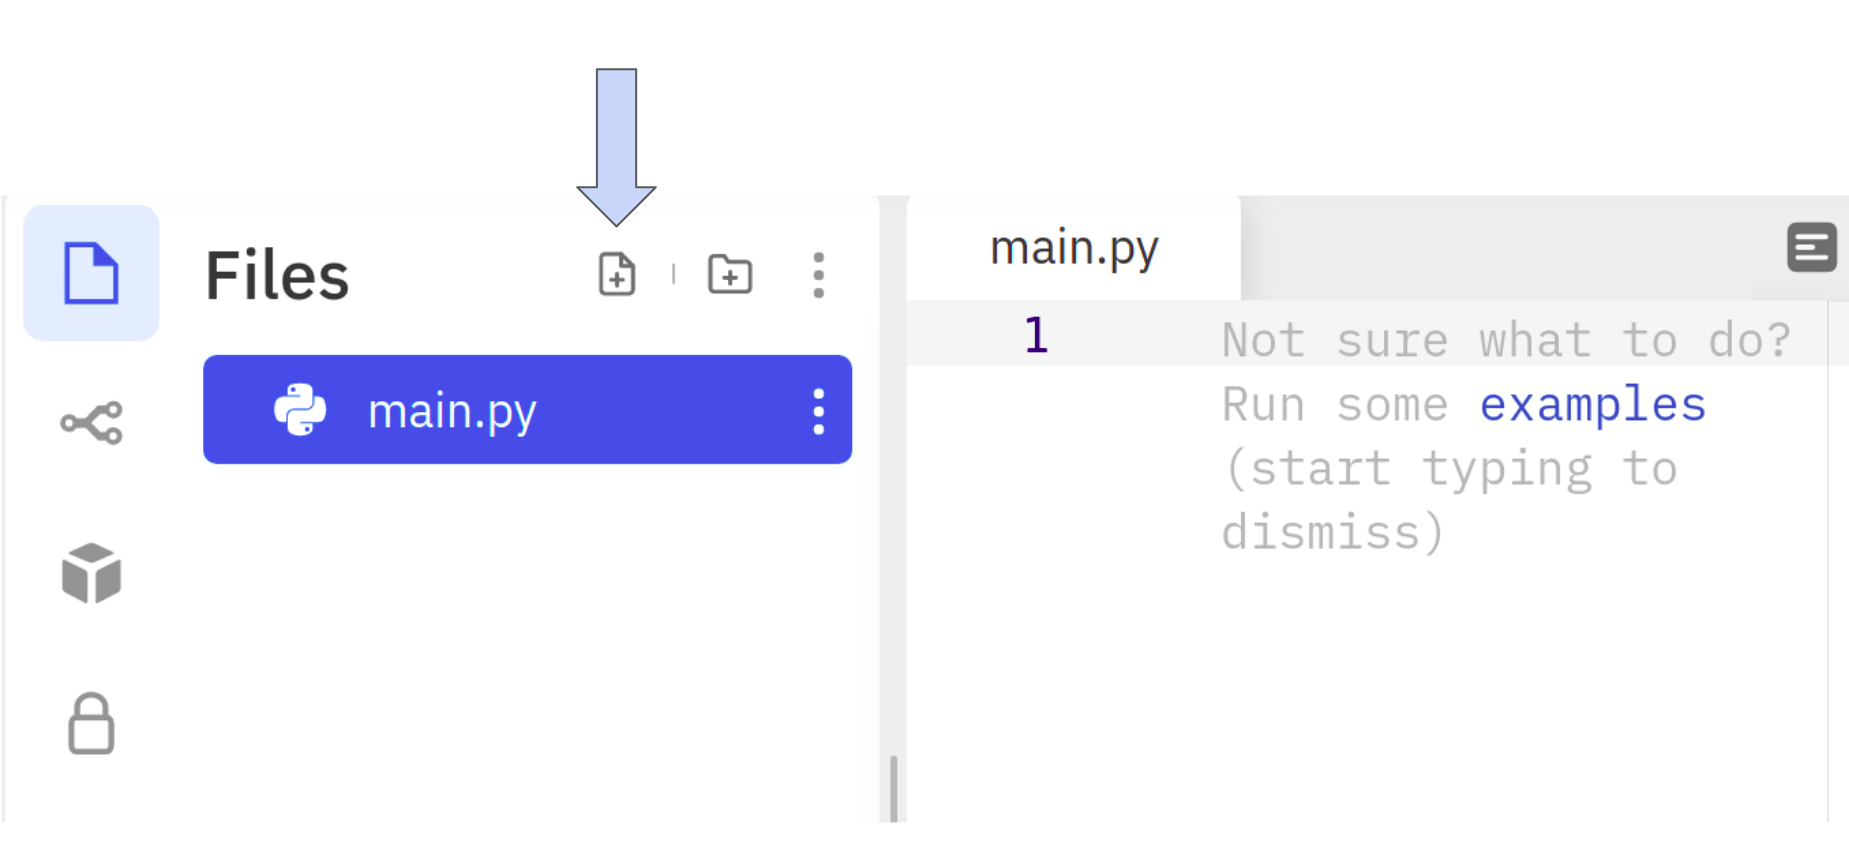 Files
main.py
main.py
1
Not sure what to do?
Run some examples
(start typing to
dismiss)